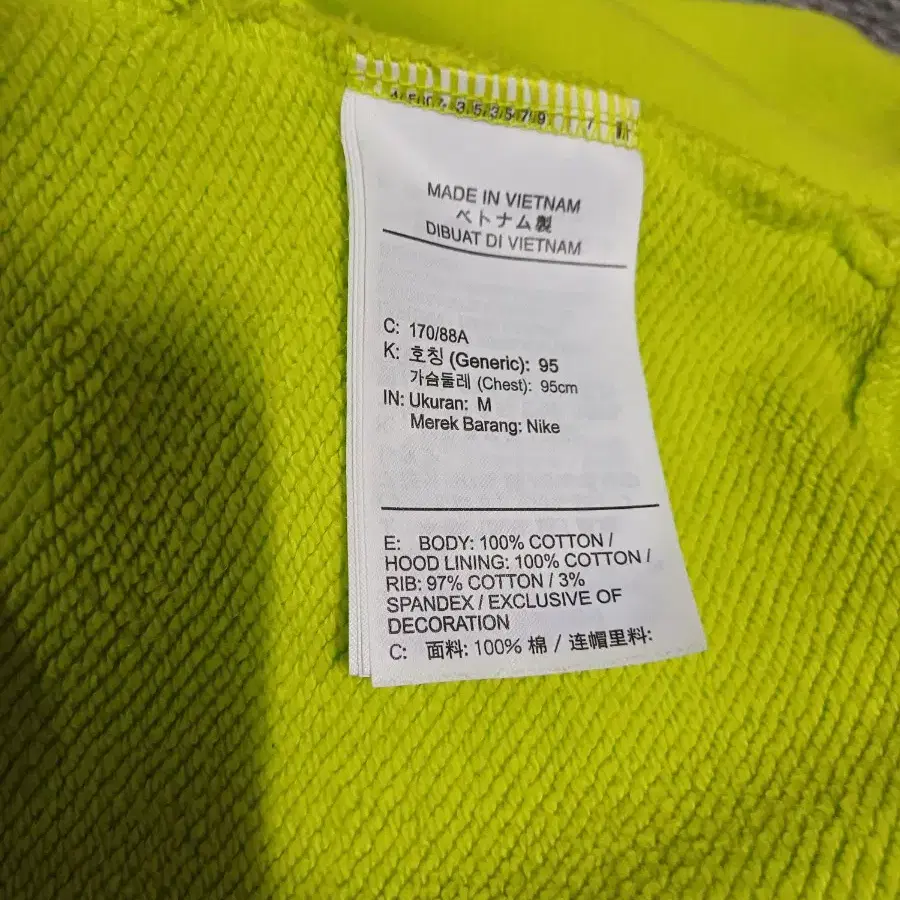 MADE IN VIETNAM
ベトナム製
DIBUAT DI VIETNAM
C: 170/88A
K: 호칭 (Generic): 95
가슴둘레 (Chest): 95cm
IN: Ukuran: M
Merek Barang: Nike
E: BODY: 100% COTTON /
HOOD LINING: 100% COTTON /
RIB: 97% COTTON / 3%
SPANDEX / EXCLUSIVE OF
DECORATION
C: 面料: 100% 棉 / 连帽里料: